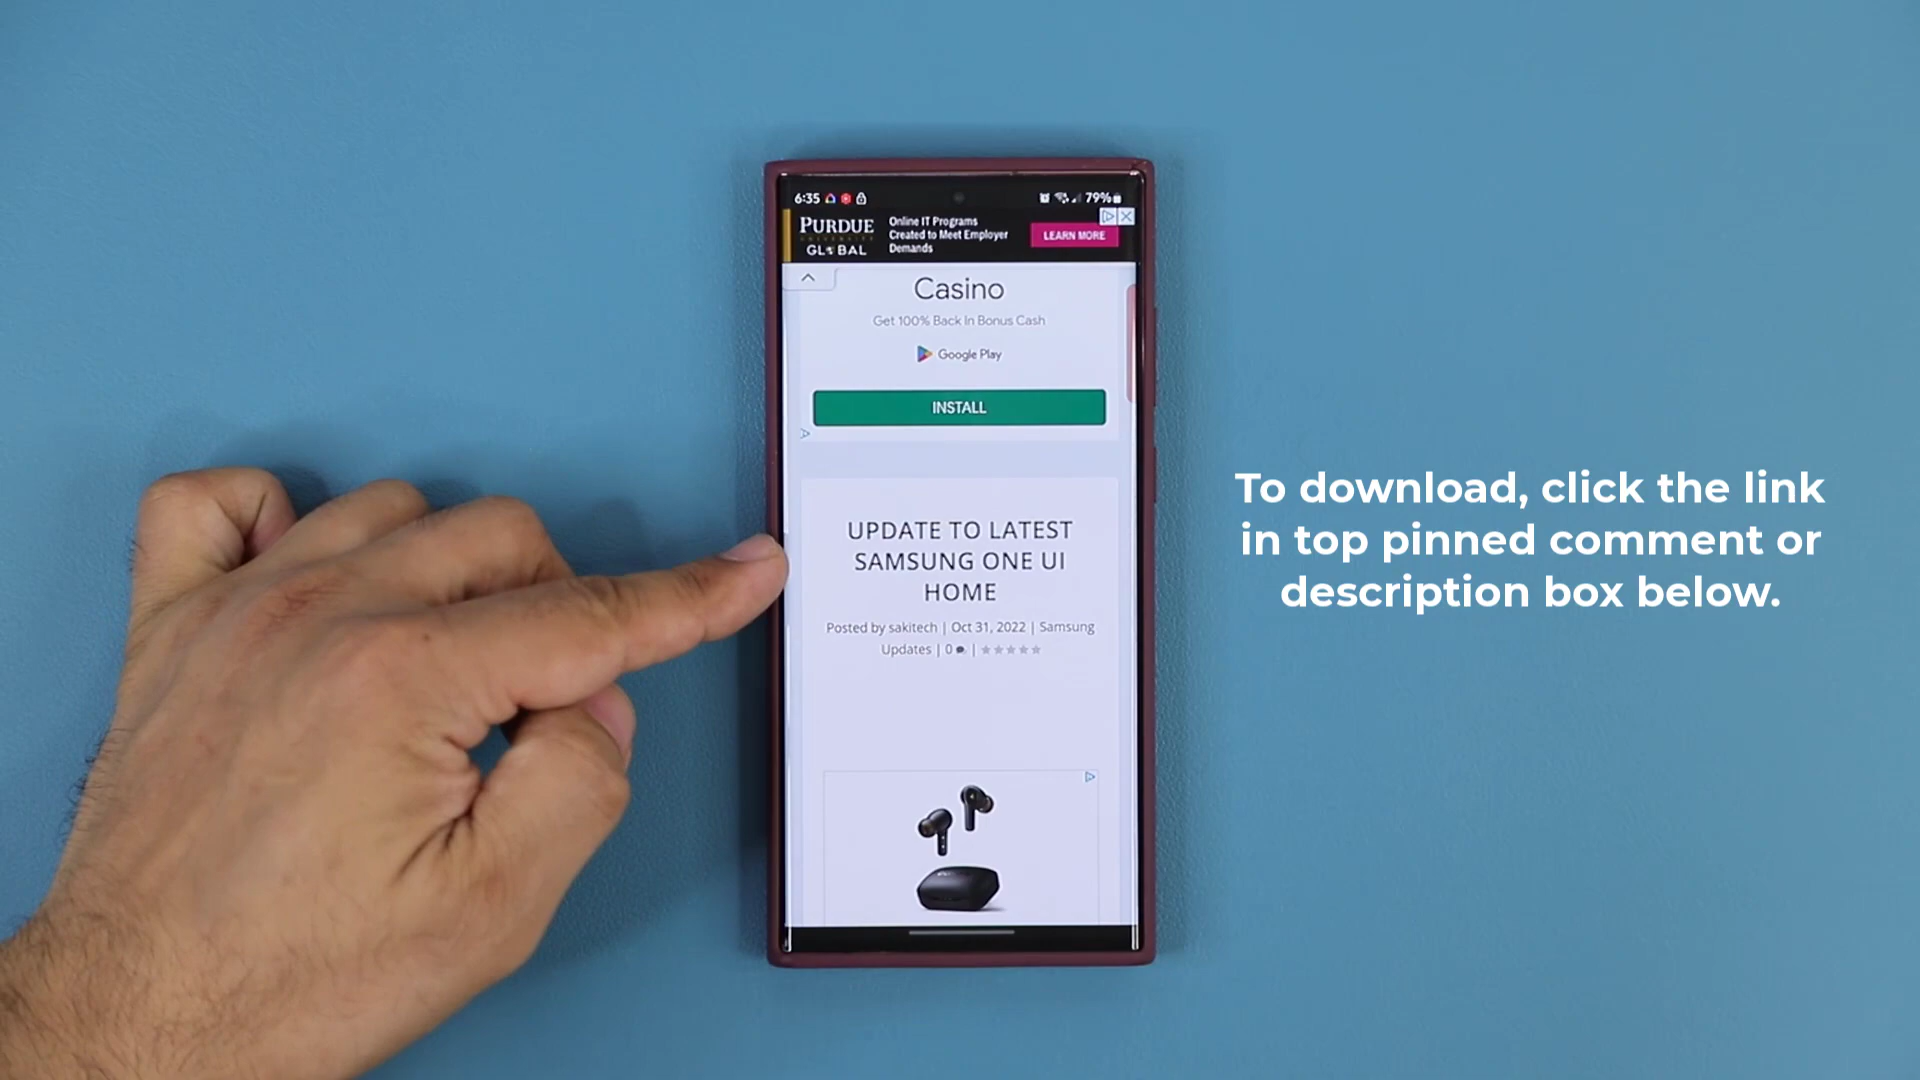 6:35
79%
PURDUE
UNIVERSITY
GLOBAL
Online IT Programs
Created to Meet Employer
Demands
LEARN MORE
Casino
Get 100% Back In Bonus Cash
Google Play
INSTALL
UPDATE TO LATEST
SAMSUNG ONE UI
HOME
Posted by sakitech | Oct 31, 2022 | Samsung
Updates | 0 |
To download, click the link
in top pinned comment or
description box below.